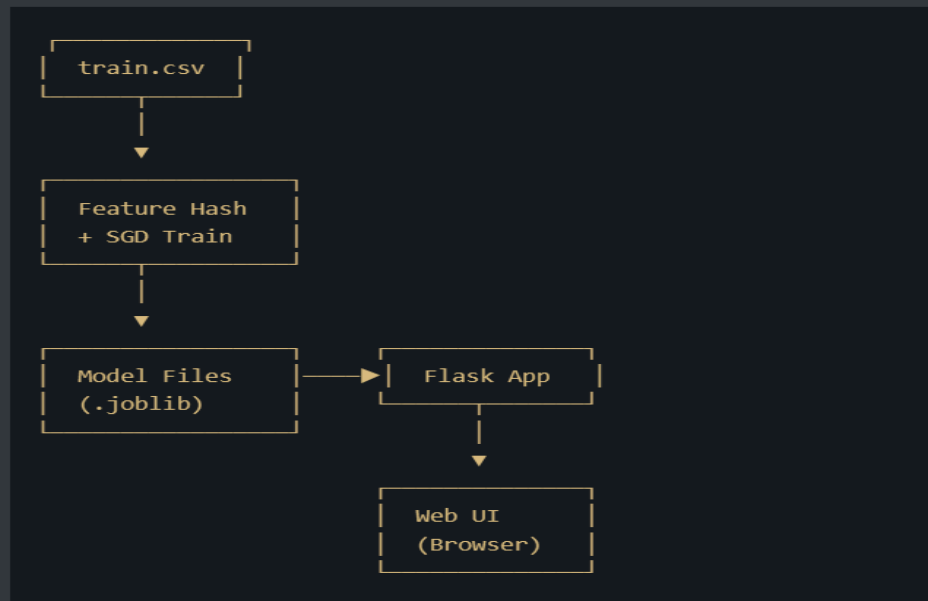 train.csv
Feature Hash
+ SGD Train
Model Files
(.joblib)
Flask App
Web UI
(Browser)